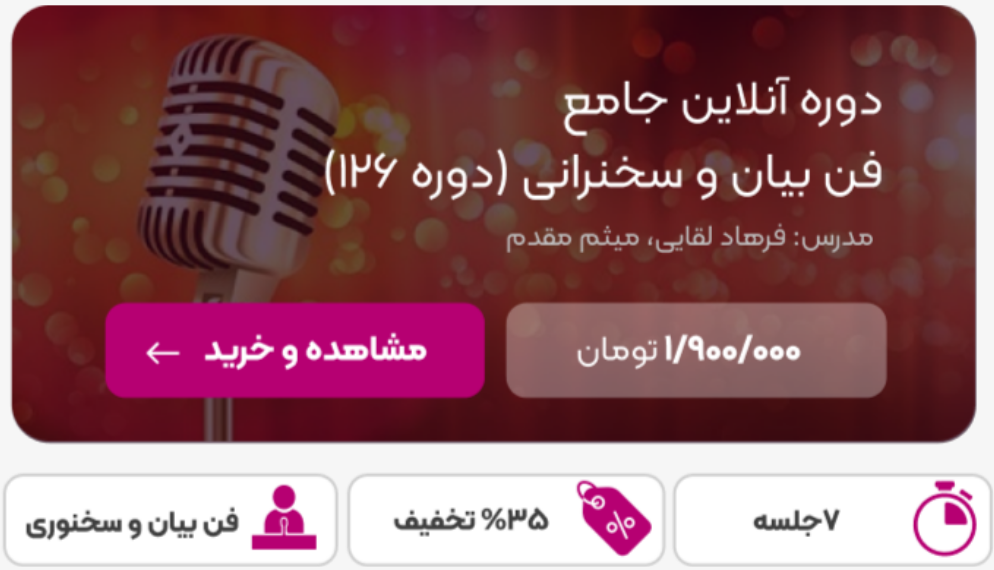 دوره آنلاین جامع
فن بیان و سخنرانی (دوره ۱۲۶)
مدرس: فرهاد لقایی، میثم مقدم
۱/۹۰۰/۰۰۰ تومان
مشاهده و خرید ←
۷جلسه
%۳۵ تخفیف
%
فن بیان و سخنوری